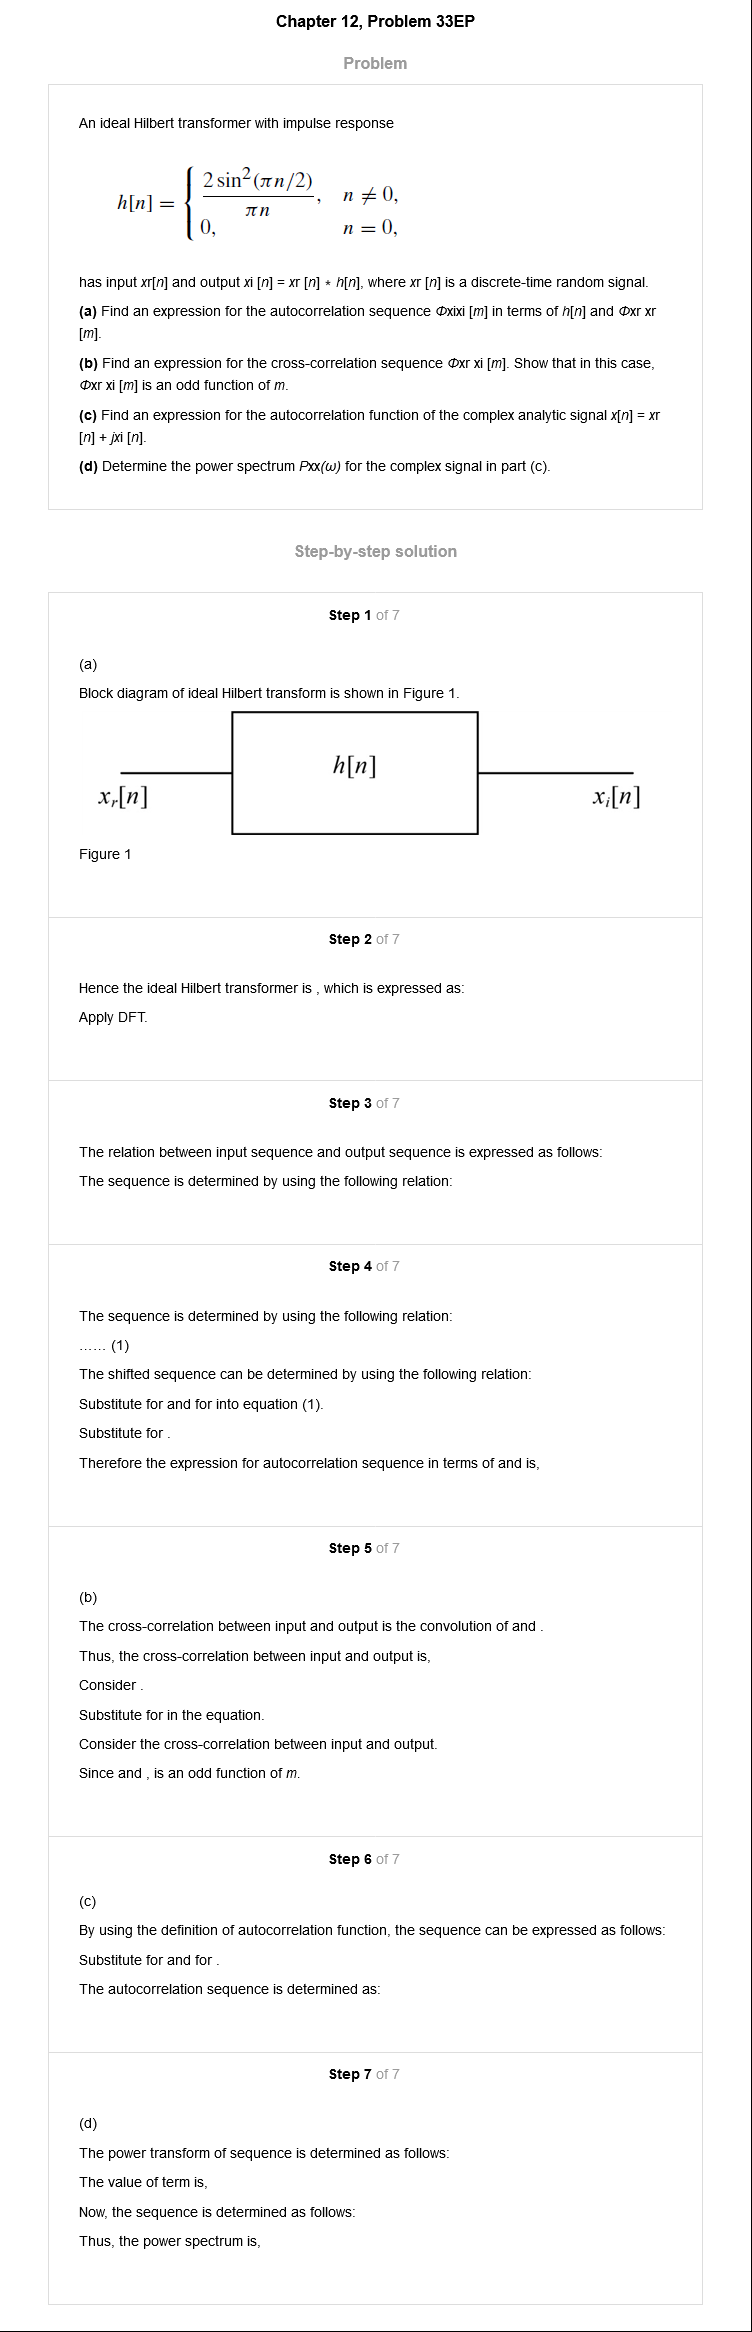 Chapter 12, Problem 33EP
Problem
An ideal Hilbert transformer with impulse response
h[n] = { 2 sin²(πn/2) / πn, n ≠ 0,
0, n = 0,
has input xr[n] and output xi [n] = xr [n] * h[n], where xr [n] is a discrete-time random signal.
(a) Find an expression for the autocorrelation sequence Φxixi [m] in terms of h[n] and Φxr xr
[m].
(b) Find an expression for the cross-correlation sequence Φxr xi [m]. Show that in this case,
Φxr xi [m] is an odd function of m.
(c) Find an expression for the autocorrelation function of the complex analytic signal x[n] = xr
[n] + jxi [n].
(d) Determine the power spectrum Pxx(ω) for the complex signal in part (c).
Step-by-step solution
Step 1 of 7
(a)
Block diagram of ideal Hilbert transform is shown in Figure 1.
h[n]
xᵣ[n] xᵢ[n]
Figure 1
Step 2 of 7
Hence the ideal Hilbert transformer is , which is expressed as:
Apply DFT.
Step 3 of 7
The relation between input sequence and output sequence is expressed as follows:
The sequence is determined by using the following relation:
Step 4 of 7
The sequence is determined by using the following relation:
...... (1)
The shifted sequence can be determined by using the following relation:
Substitute for and for into equation (1).
Substitute for .
Therefore the expression for autocorrelation sequence in terms of and is,
Step 5 of 7
(b)
The cross-correlation between input and output is the convolution of and .
Thus, the cross-correlation between input and output is,
Consider .
Substitute for in the equation.
Consider the cross-correlation between input and output.
Since and , is an odd function of m.
Step 6 of 7
(c)
By using the definition of autocorrelation function, the sequence can be expressed as follows:
Substitute for and for .
The autocorrelation sequence is determined as:
Step 7 of 7
(d)
The power transform of sequence is determined as follows:
The value of term is,
Now, the sequence is determined as follows:
Thus, the power spectrum is,